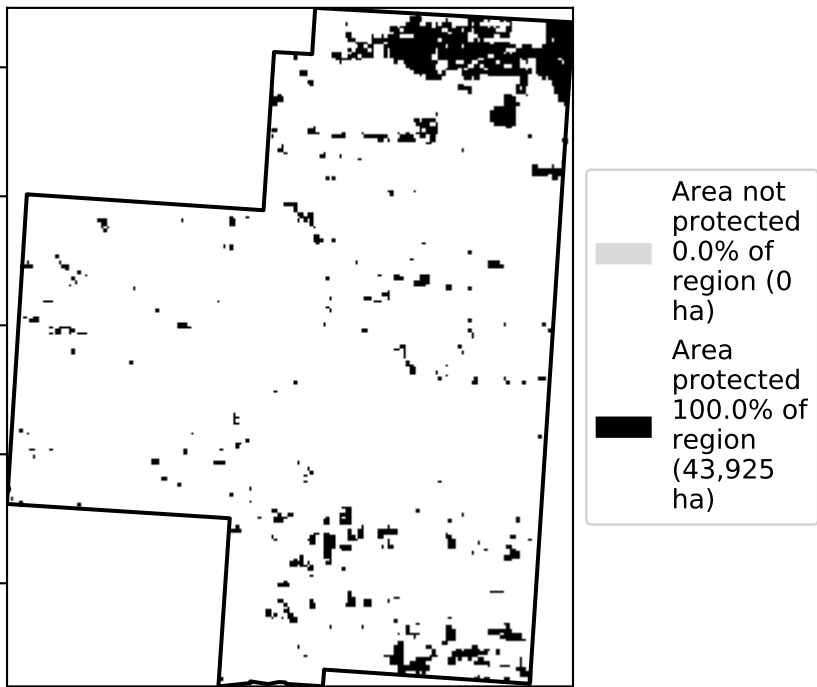 Area not
protected
0.0% of
region (0
ha)
Area
protected
100.0% of
region
(43,925
ha)